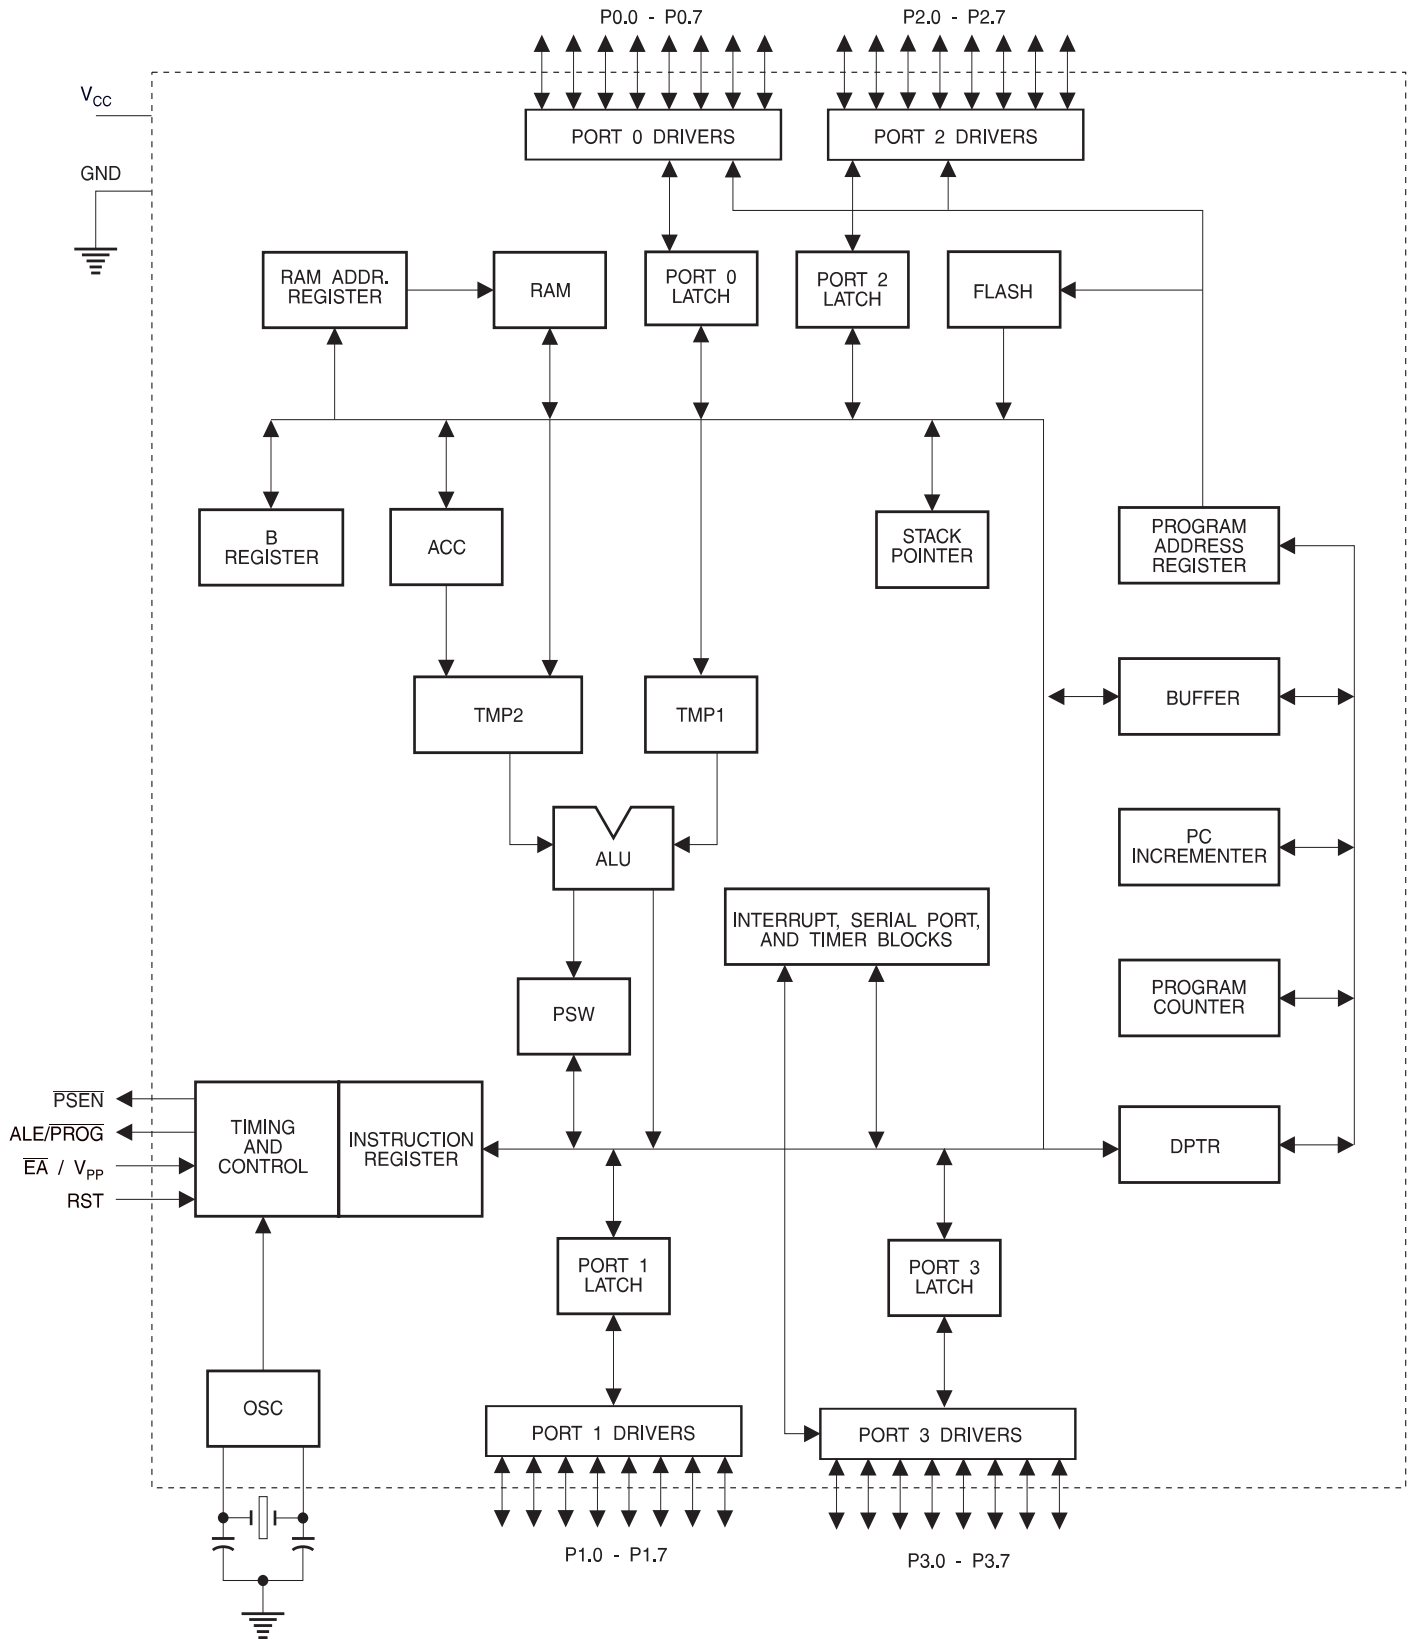 P0.0 - P0.7
P2.0 - P2.7
VCC
GND
PORT 0 DRIVERS
PORT 2 DRIVERS
RAM ADDR.
REGISTER
RAM
PORT 0
LATCH
PORT 2
LATCH
FLASH
B
REGISTER
ACC
STACK
POINTER
PROGRAM
ADDRESS
REGISTER
TMP2
TMP1
BUFFER
ALU
PC
INCREMENTER
INTERRUPT, SERIAL PORT,
AND TIMER BLOCKS
PSW
PROGRAM
COUNTER
PSEN
ALE/PROG
EA / VPP
RST
TIMING
AND
CONTROL
INSTRUCTION
REGISTER
DPTR
PORT 1
LATCH
PORT 3
LATCH
OSC
PORT 1 DRIVERS
PORT 3 DRIVERS
P1.0 - P1.7
P3.0 - P3.7